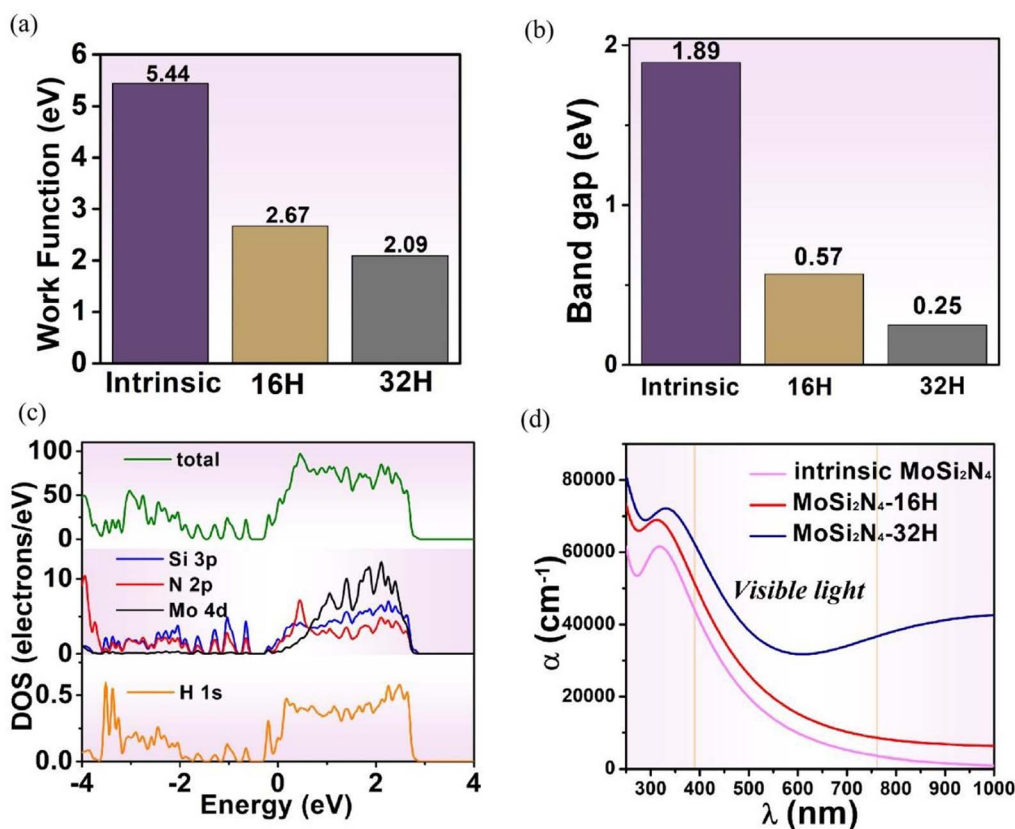 (a)
Work Function (eV)
6
5
4
3
2
1
0
5.44
2.67
2.09
Intrinsic 16H 32H
(b)
Band gap (eV)
2
1
0
1.89
0.57
0.25
Intrinsic 16H 32H
(c)
DOS (electrons/eV)
100
50
0
total
10
0
Si 3p
N 2p
Mo 4d
0.5
0.0
H 1s
-4 -2 0 2 4
Energy (eV)
(d)
α (cm⁻¹)
80000
60000
40000
20000
0
intrinsic MoSi₂N₄
MoSi₂N₄-16H
MoSi₂N₄-32H
Visible light
300 400 500 600 700 800 900 1000
λ (nm)